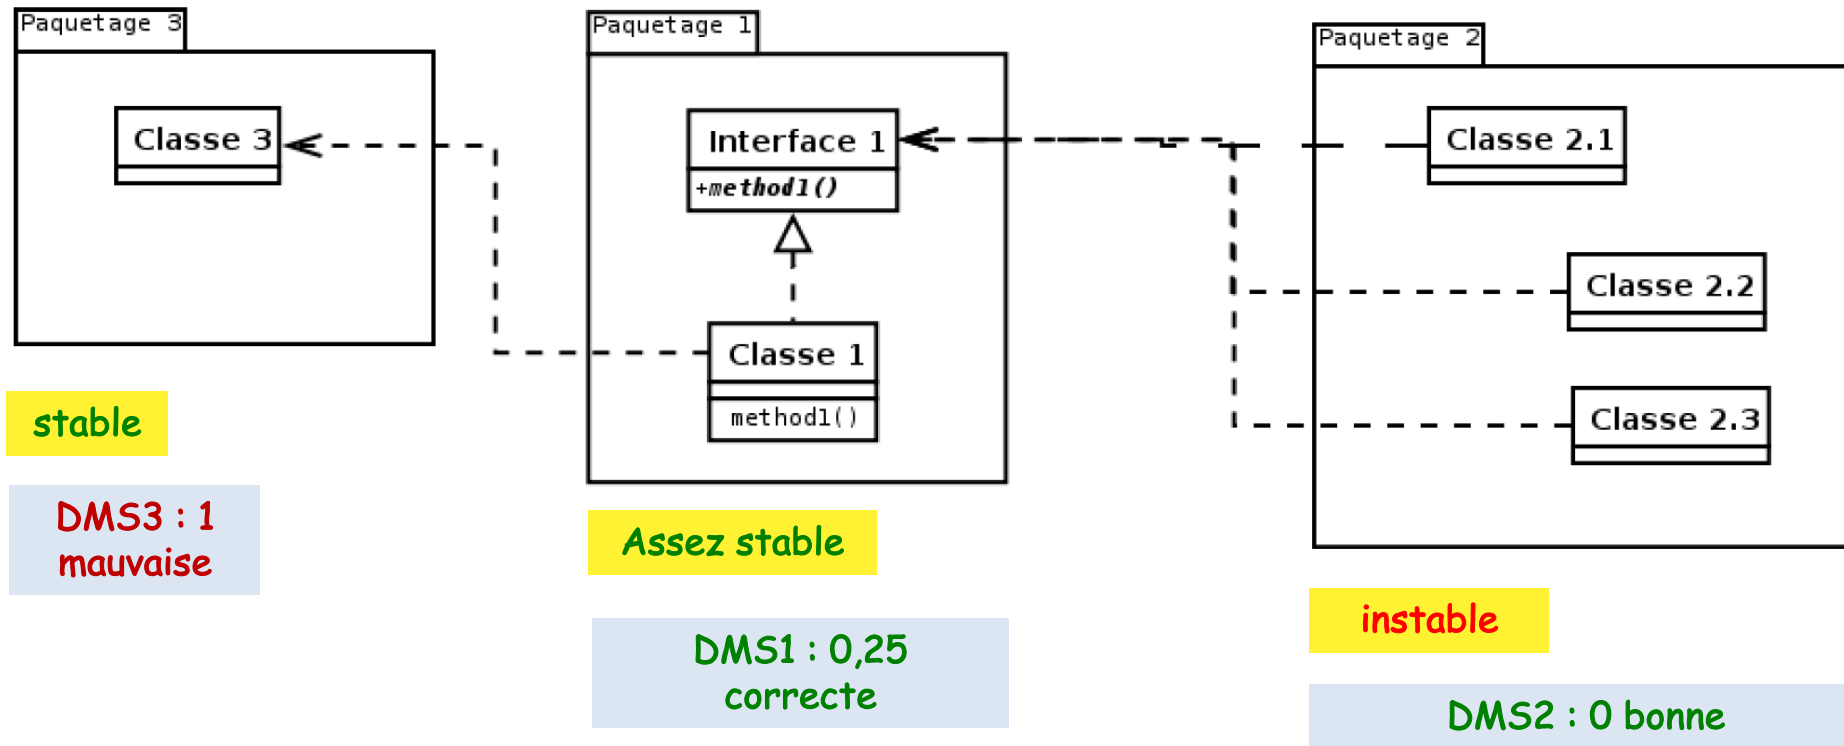 Paquetage 3
Classe 3
stable
DMS3 : 1
mauvaise
Paquetage 1
Interface 1
+method1()
Classe 1
method1()
Assez stable
DMS1 : 0,25
correcte
Paquetage 2
Classe 2.1
Classe 2.2
Classe 2.3
instable
DMS2 : 0 bonne